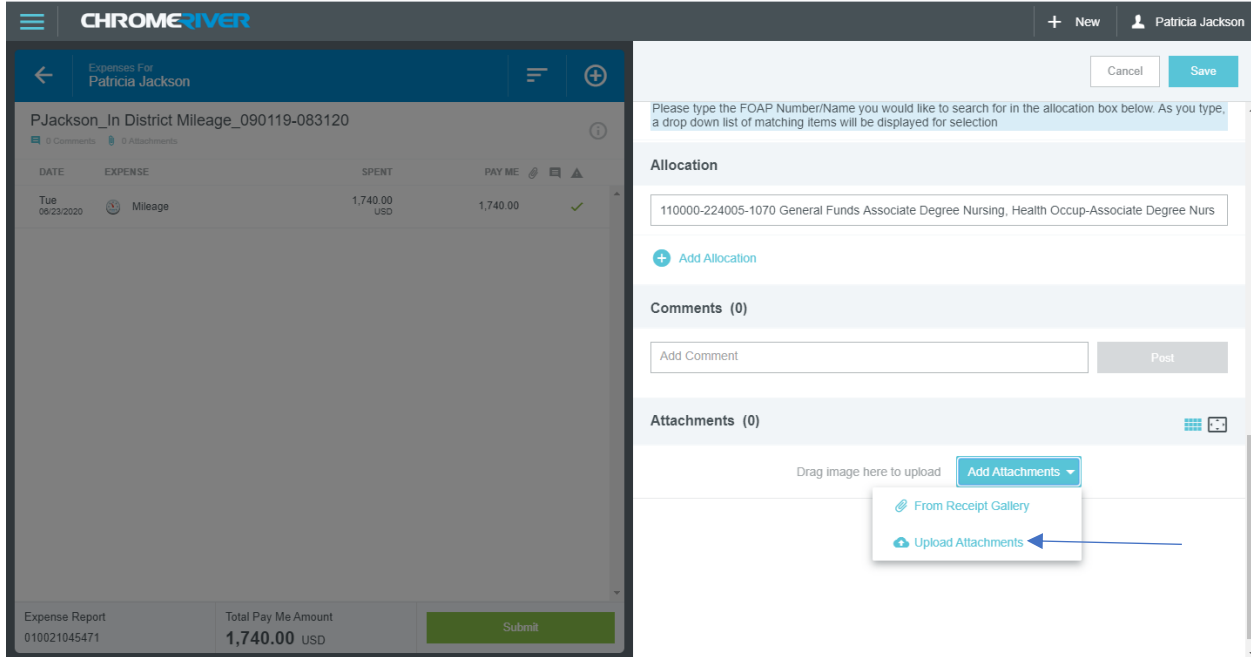 CHROMERIVER
+ New
Patricia Jackson
Expenses For
Patricia Jackson
PJackson_In District Mileage_090119-083120
0 Comments 0 Attachments
DATE EXPENSE SPENT PAY ME
Tue
06/23/2020
Mileage
1,740.00
USD
1,740.00
Expense Report
010021045471
Total Pay Me Amount
1,740.00 USD
Submit
Cancel
Save
Please type the FOAP Number/Name you would like to search for in the allocation box below. As you type,
a drop down list of matching items will be displayed for selection
Allocation
110000-224005-1070 General Funds Associate Degree Nursing, Health Occup-Associate Degree Nurs
Add Allocation
Comments (0)
Add Comment
Post
Attachments (0)
Drag image here to upload
Add Attachments
From Receipt Gallery
Upload Attachments